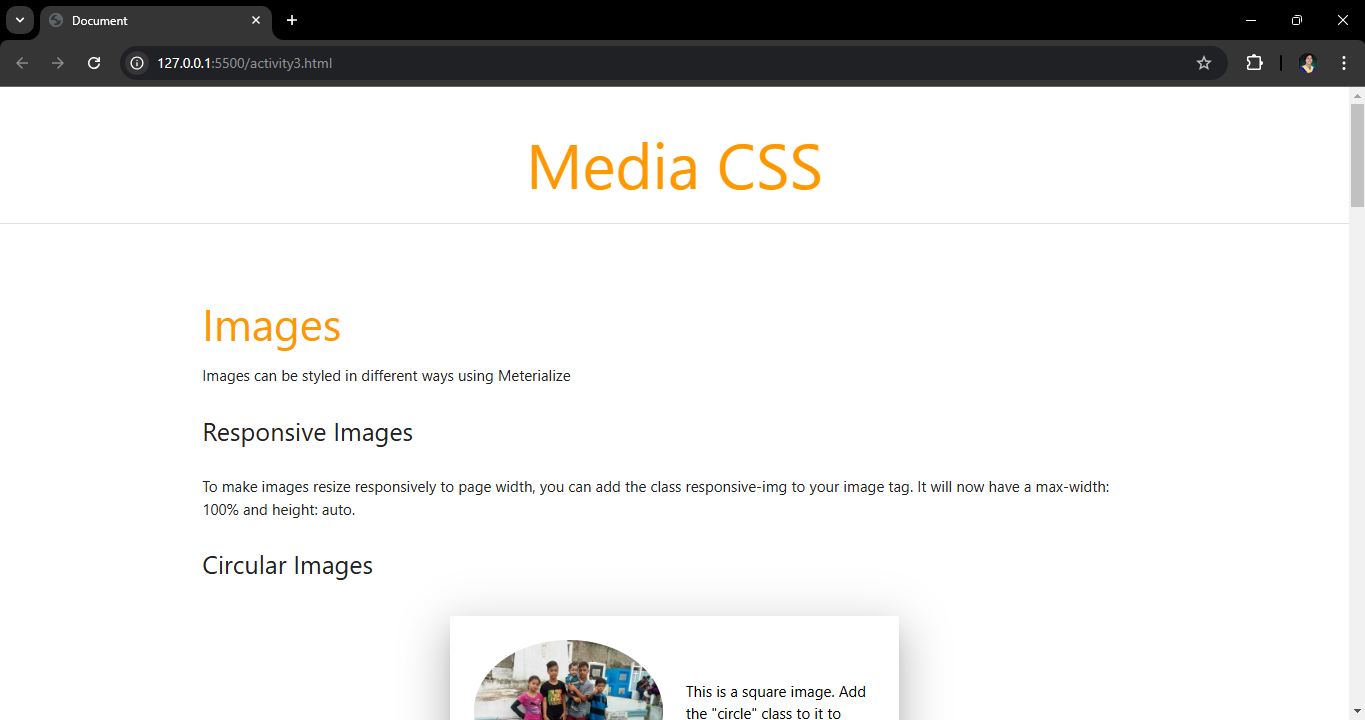 Document
127.0.0.1:5500/activity3.html
Media CSS
Images
Images can be styled in different ways using Meterialize
Responsive Images
To make images resize responsively to page width, you can add the class responsive-img to your image tag. It will now have a max-width:
100% and height: auto.
Circular Images
This is a square image. Add
the "circle" class to it to